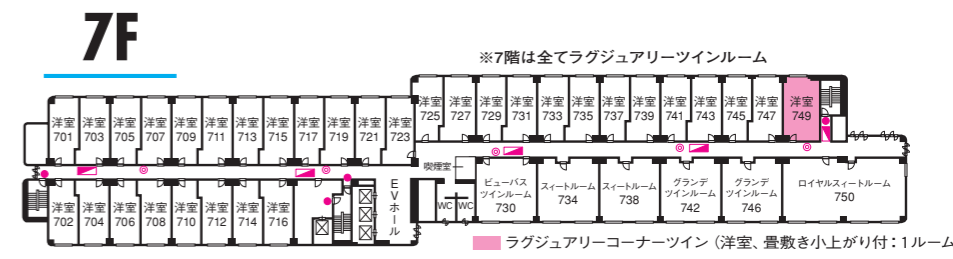 7F
※7階は全てラグジュアリーツインルーム
洋室 725
洋室 727
洋室 729
洋室 731
洋室 733
洋室 735
洋室 737
洋室 739
洋室 741
洋室 743
洋室 745
洋室 747
洋室 749
洋室 701
洋室 703
洋室 705
洋室 707
洋室 709
洋室 711
洋室 713
洋室 715
洋室 717
洋室 719
洋室 721
洋室 723
喫煙室
洋室 702
洋室 704
洋室 706
洋室 708
洋室 710
洋室 712
洋室 714
洋室 716
EVホール
WC
WC
ビューバス
ツインルーム
730
スィートルーム
734
スィートルーム
738
グランデ
ツインルーム
742
グランデ
ツインルーム
746
ロイヤルスィートルーム
750
ラグジュアリーコーナーツイン（洋室、畳敷き小上がり付：1ルーム